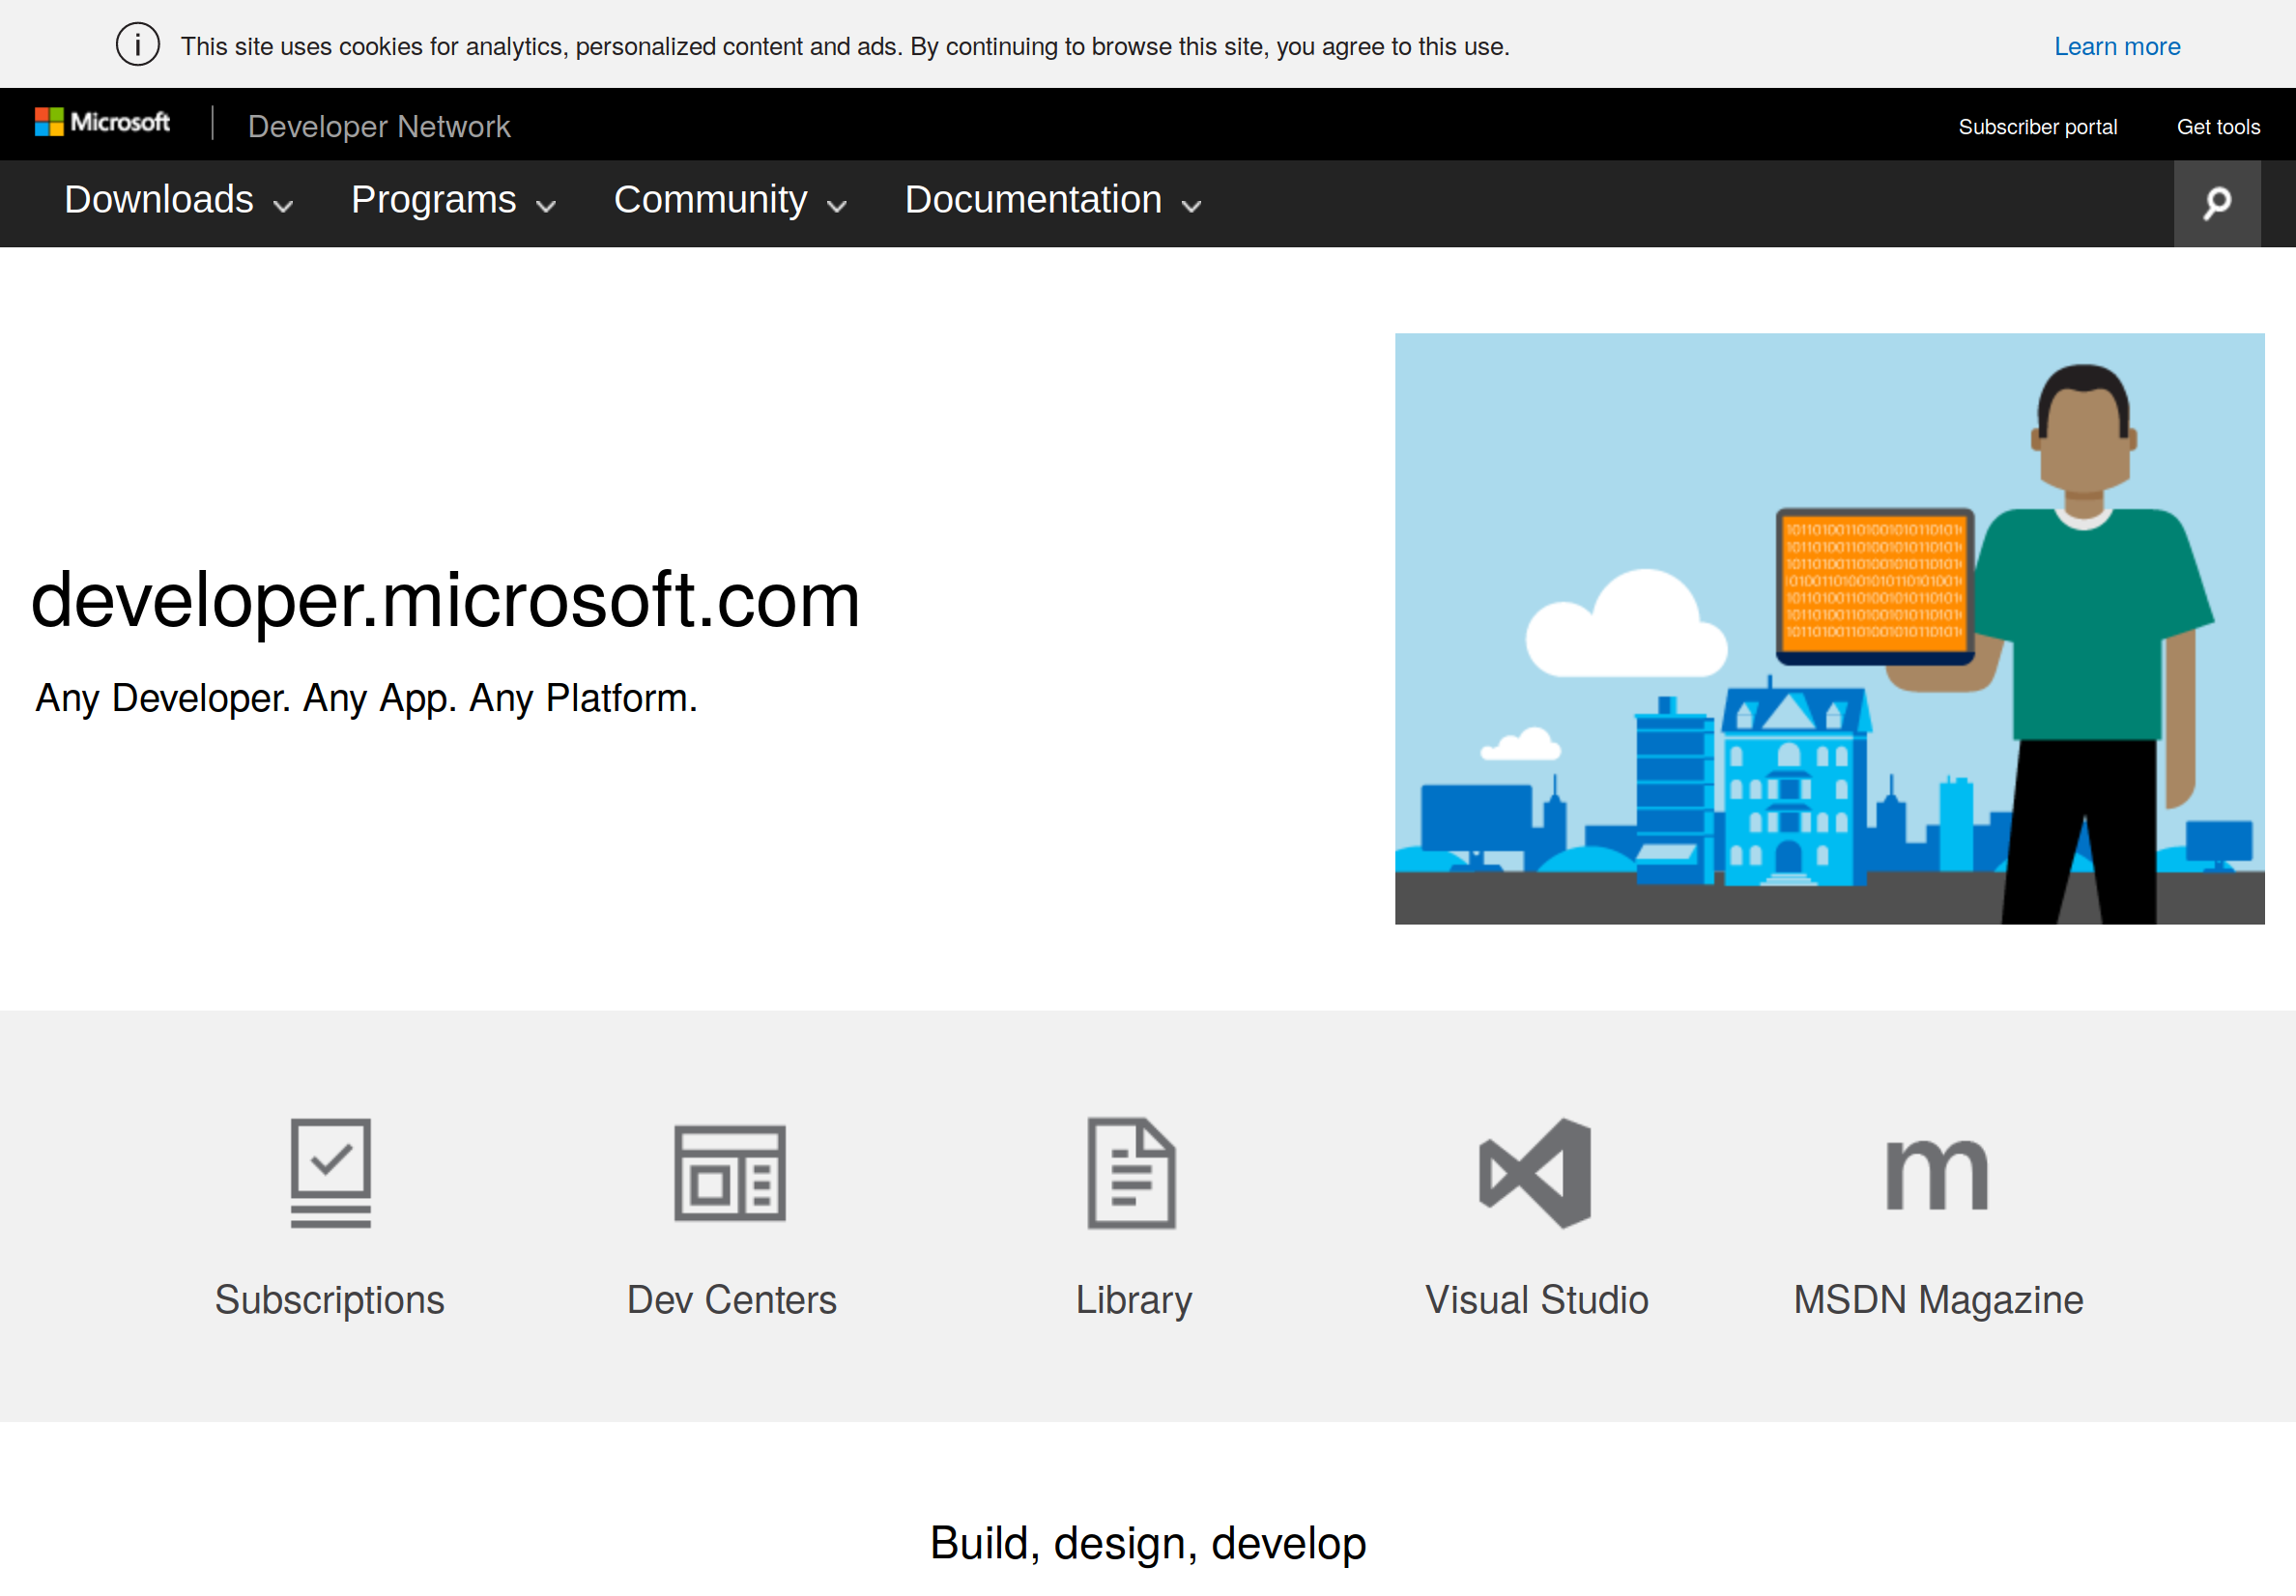 This site uses cookies for analytics, personalized content and ads. By continuing to browse this site, you agree to this use.
Learn more
Microsoft
Developer Network
Subscriber portal
Get tools
Downloads
Programs
Community
Documentation
developer.microsoft.com
Any Developer. Any App. Any Platform.
Subscriptions
Dev Centers
Library
Visual Studio
m
MSDN Magazine
Build, design, develop